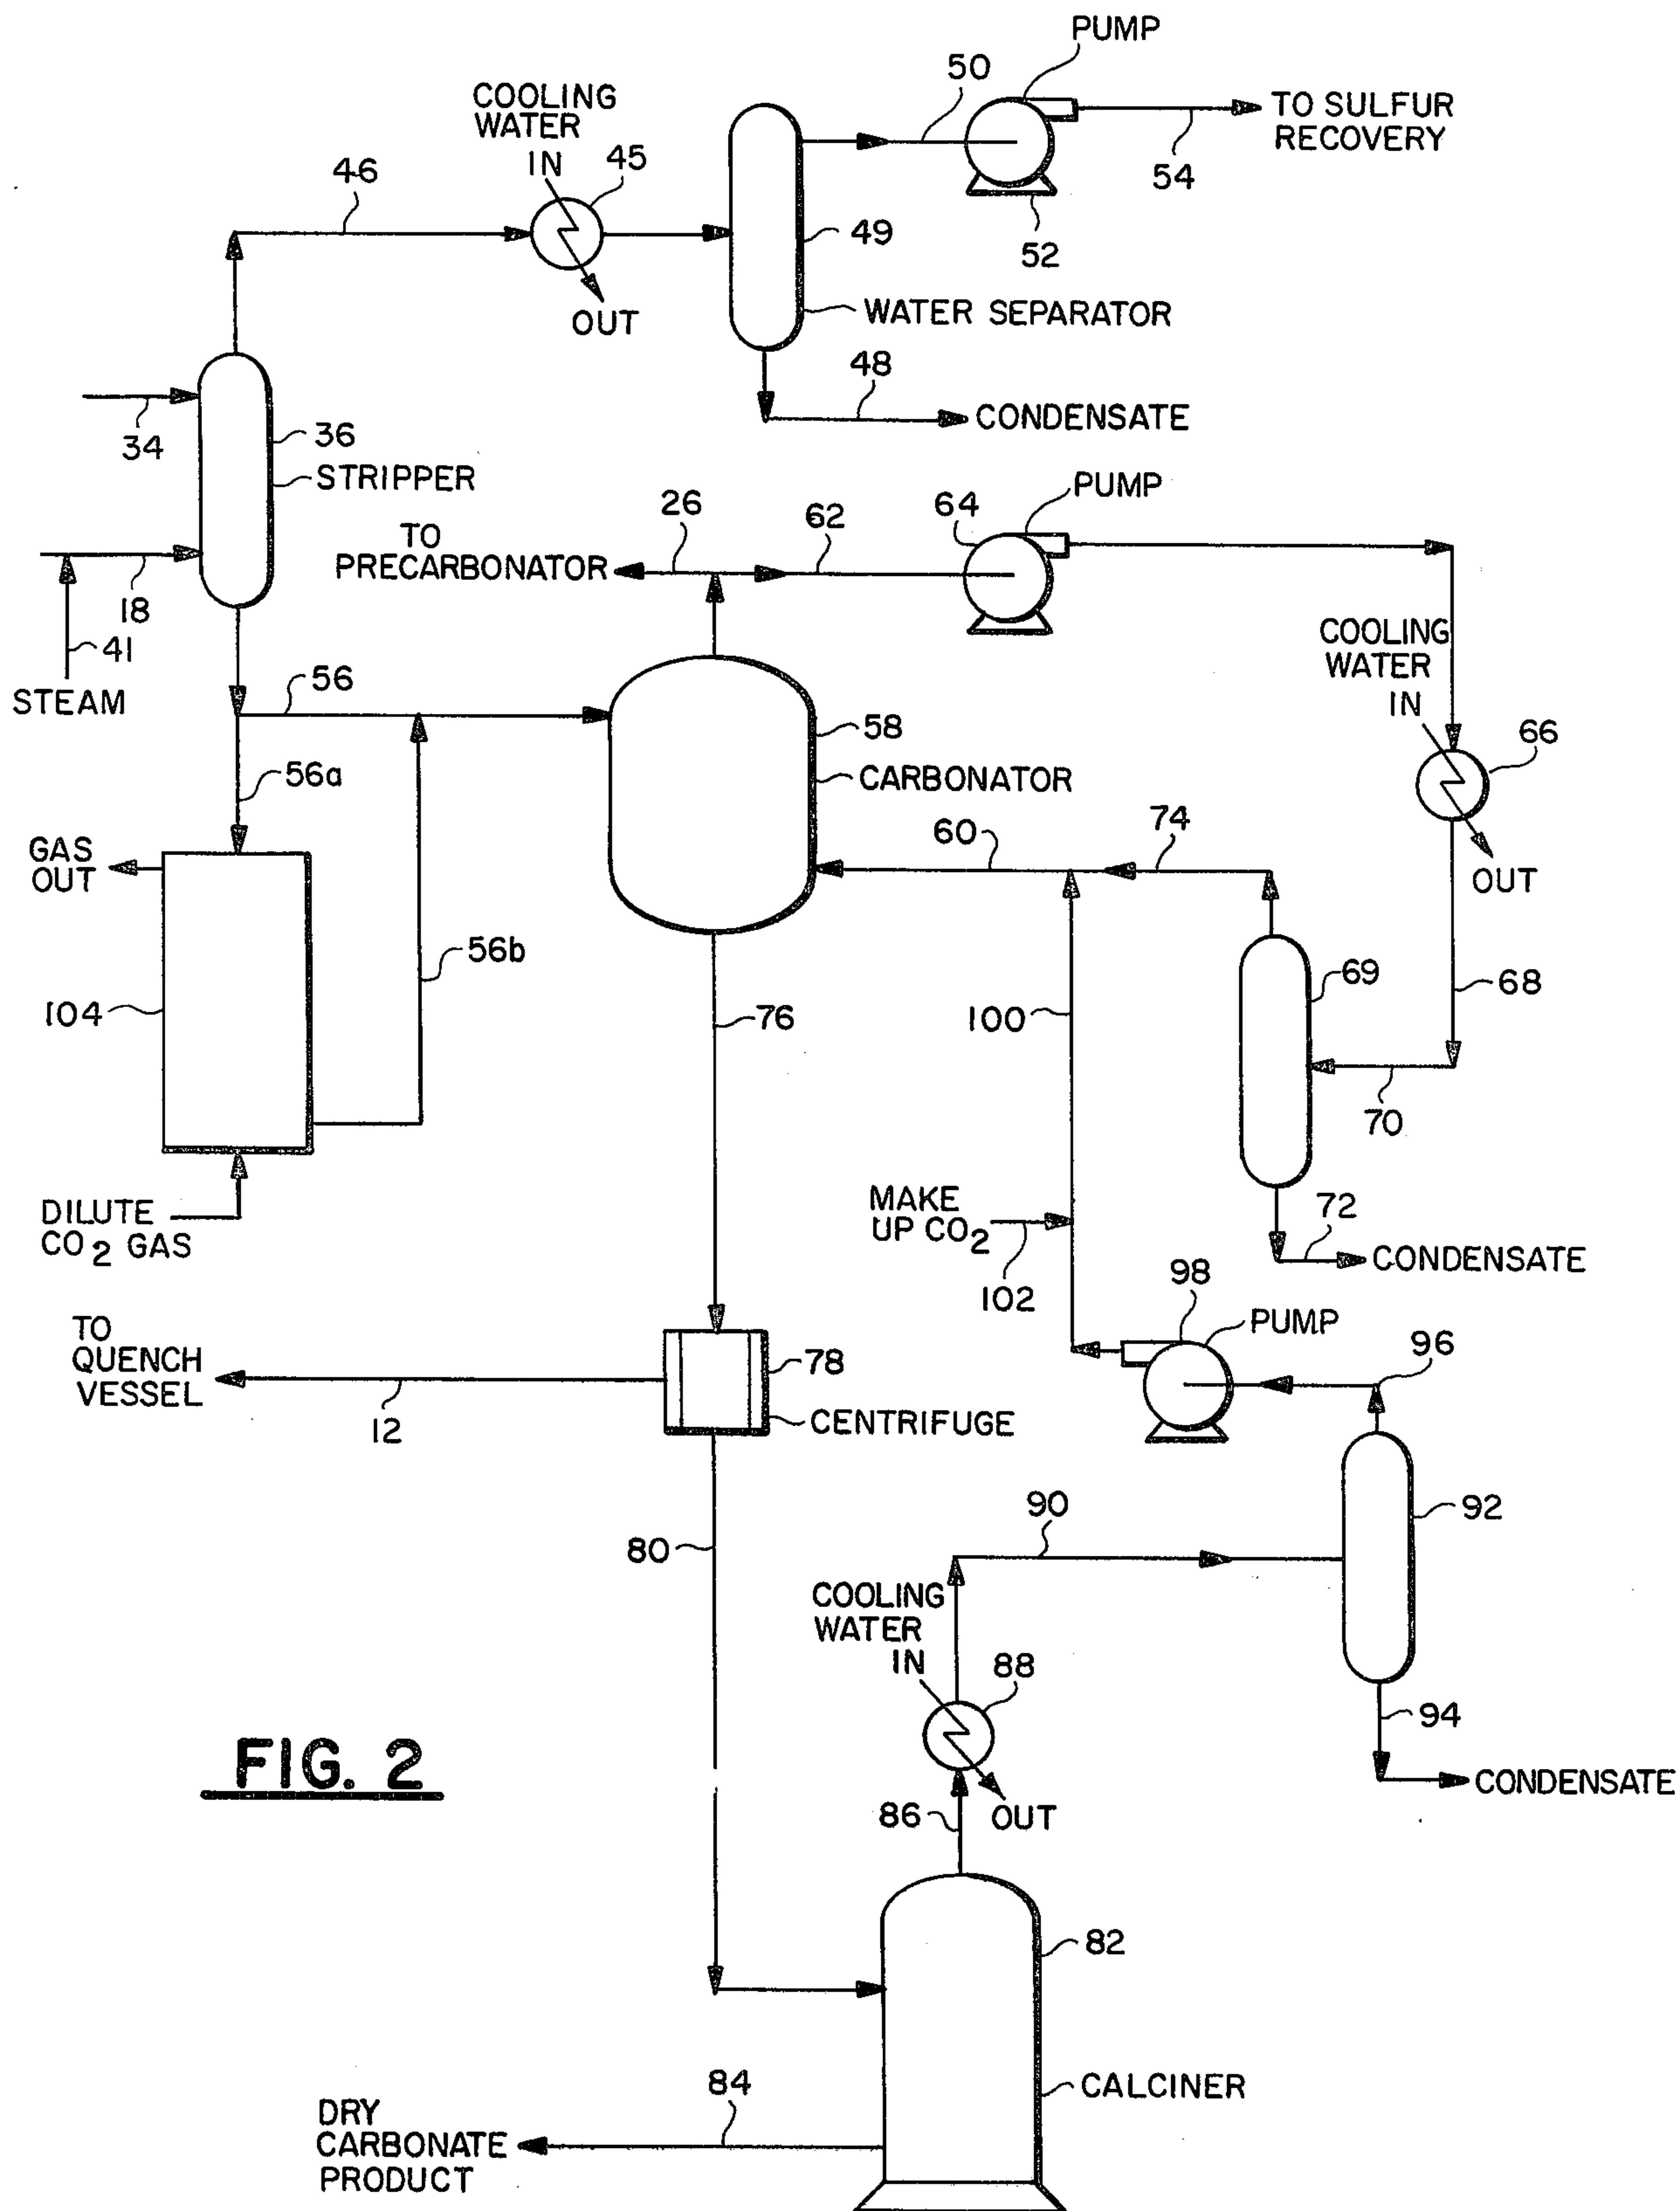 PUMP
50
COOLING
WATER
IN
45
TO SULFUR
RECOVERY
54
46
49
52
OUT
WATER SEPARATOR
48
CONDENSATE
34
36
STRIPPER
PUMP
26
62
64
TO
PRECARBONATOR
18
41
STEAM
COOLING
WATER
IN
56
58
66
56a
CARBONATOR
60
74
GAS
OUT
OUT
56b
69
68
104
76
100
70
DILUTE
CO2 GAS
MAKE
UP CO2
72
CONDENSATE
102
98
PUMP
TO
QUENCH
VESSEL
78
96
12
CENTRIFUGE
90
92
80
COOLING
WATER
IN
88
94
FIG. 2
CONDENSATE
86
OUT
82
84
CALCINER
DRY
CARBONATE
PRODUCT